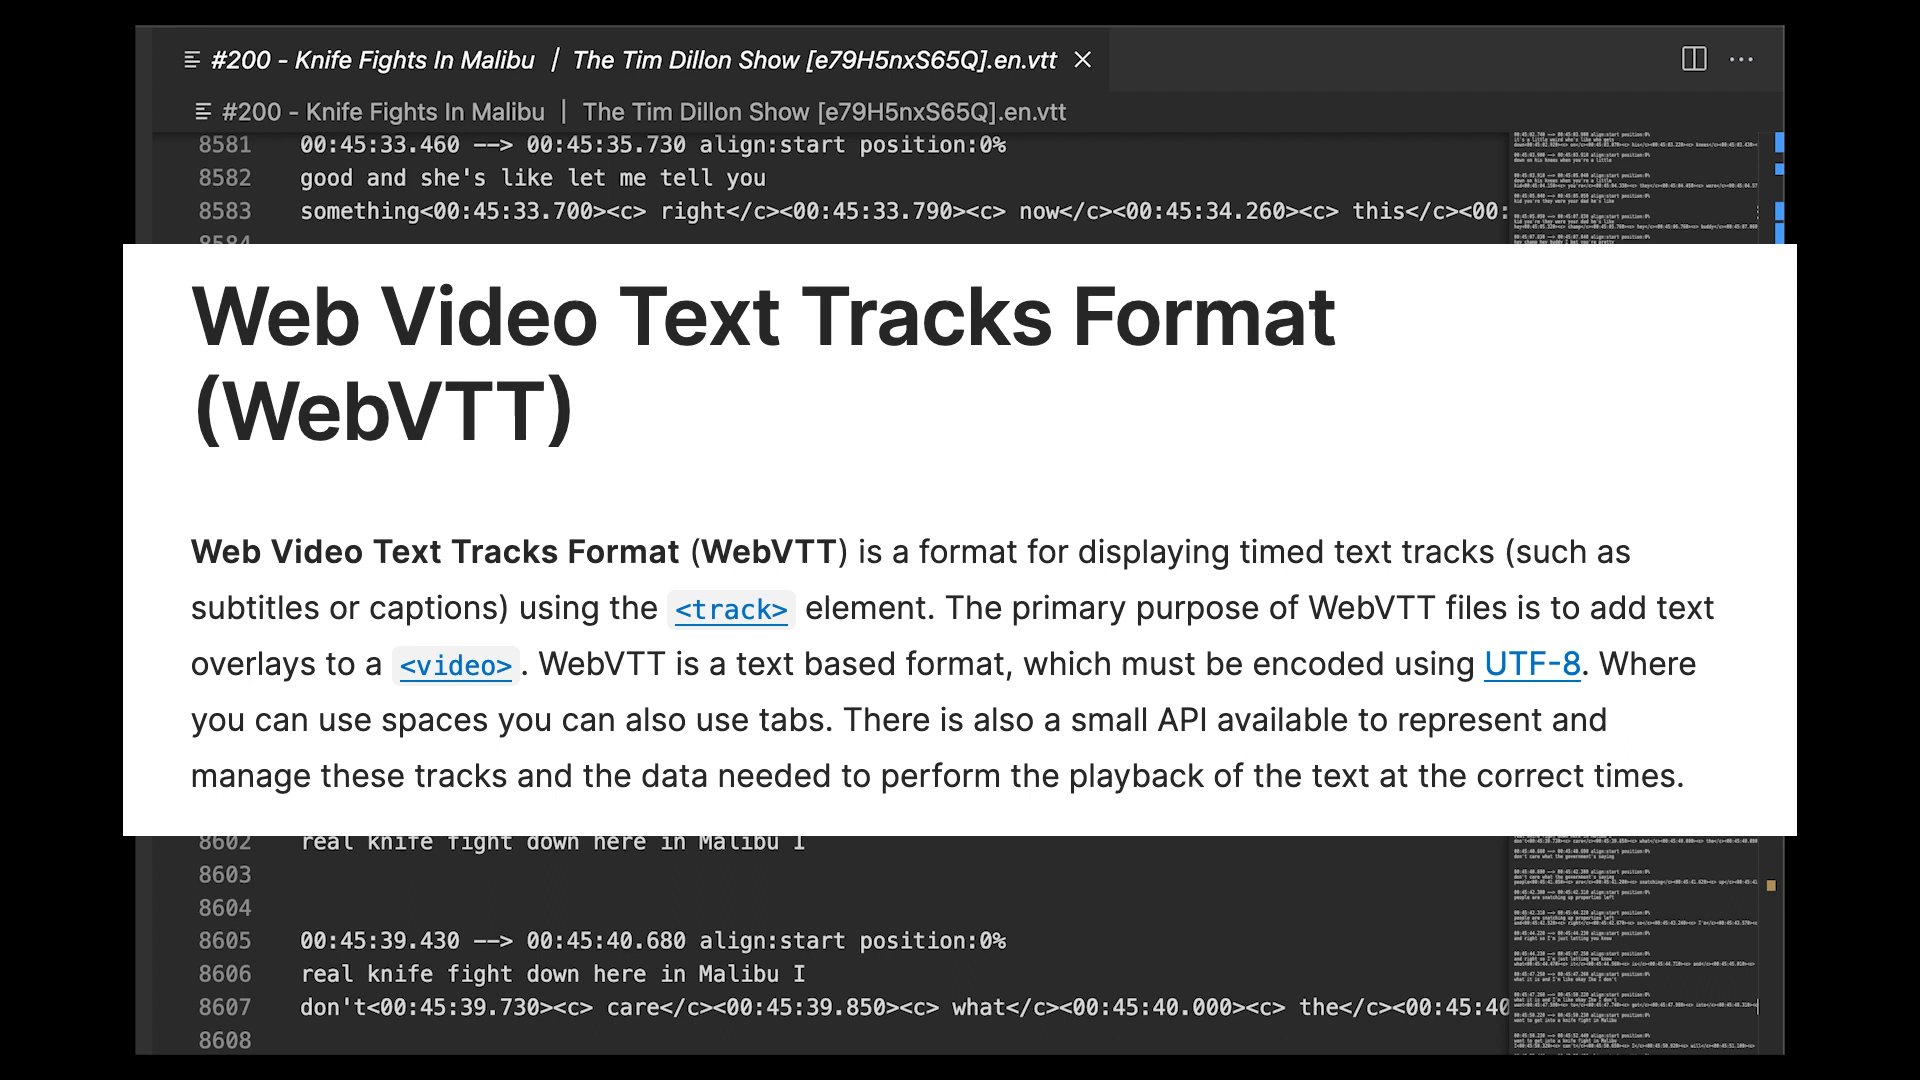 #200 - Knife Fights In Malibu | The Tim Dillon Show [e79H5nxS65Q].en.vtt
#200 - Knife Fights In Malibu | The Tim Dillon Show [e79H5nxS65Q].en.vtt
8581 00:45:33.460 --> 00:45:35.730 align:start position:0%
8582 good and she's like let me tell you
8583 something<00:45:33.700><c> right</c><00:45:33.790><c> now</c><00:45:34.260><c> this</c><00:
8584
Web Video Text Tracks Format
(WebVTT)
Web Video Text Tracks Format (WebVTT) is a format for displaying timed text tracks (such as
subtitles or captions) using the <track> element. The primary purpose of WebVTT files is to add text
overlays to a <video>. WebVTT is a text based format, which must be encoded using UTF-8. Where
you can use spaces you can also use tabs. There is also a small API available to represent and
manage these tracks and the data needed to perform the playback of the text at the correct times.
8602 real knife fight down here in Malibu I
8603
8604
8605 00:45:39.430 --> 00:45:40.680 align:start position:0%
8606 real knife fight down here in Malibu I
8607 don't<00:45:39.730><c> care</c><00:45:39.850><c> what</c><00:45:40.000><c> the</c><00:45:40
8608